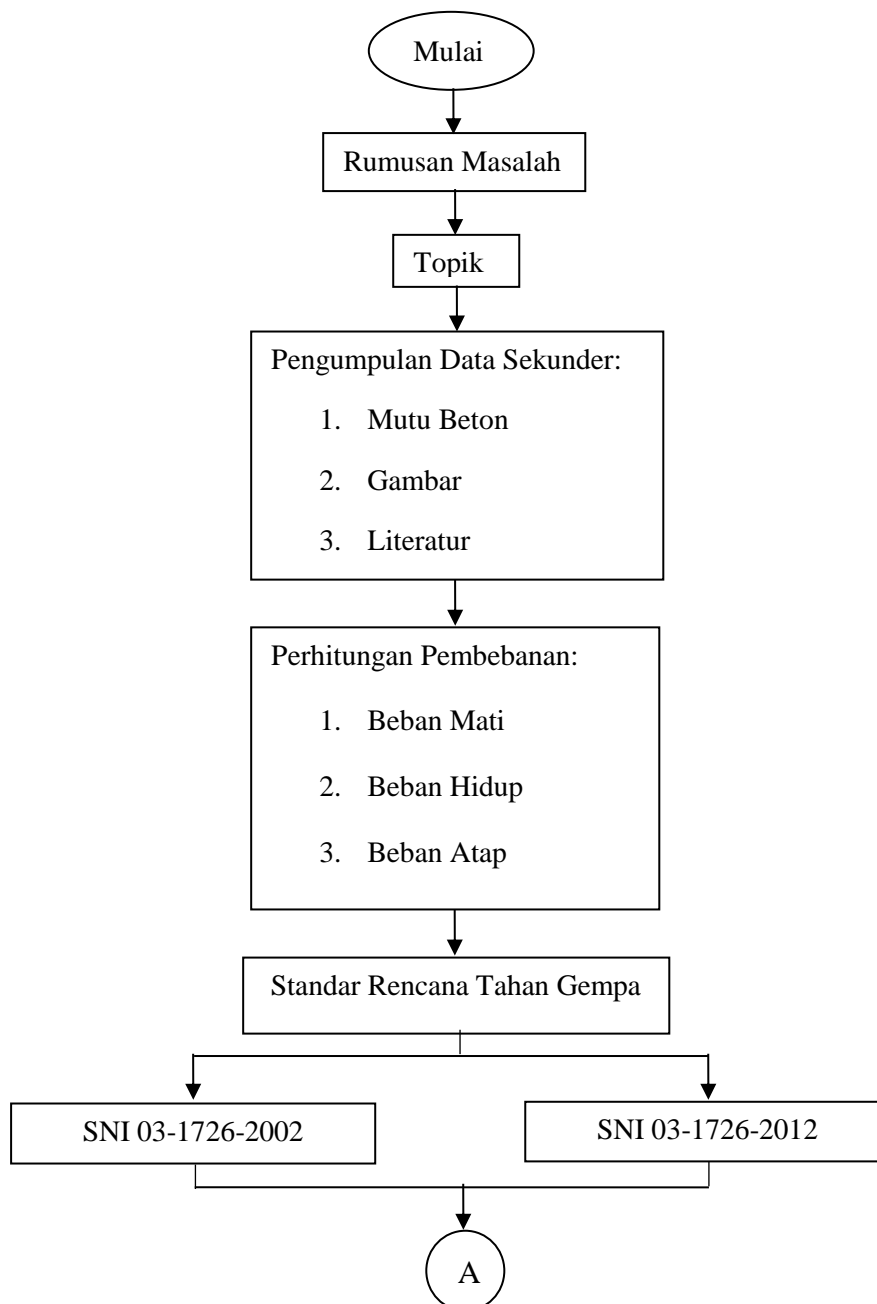 Mulai
Rumusan Masalah
Topik
Pengumpulan Data Sekunder:
1. Mutu Beton
2. Gambar
3. Literatur
Perhitungan Pembebanan:
1. Beban Mati
2. Beban Hidup
3. Beban Atap
Standar Rencana Tahan Gempa
SNI 03-1726-2002
SNI 03-1726-2012
A